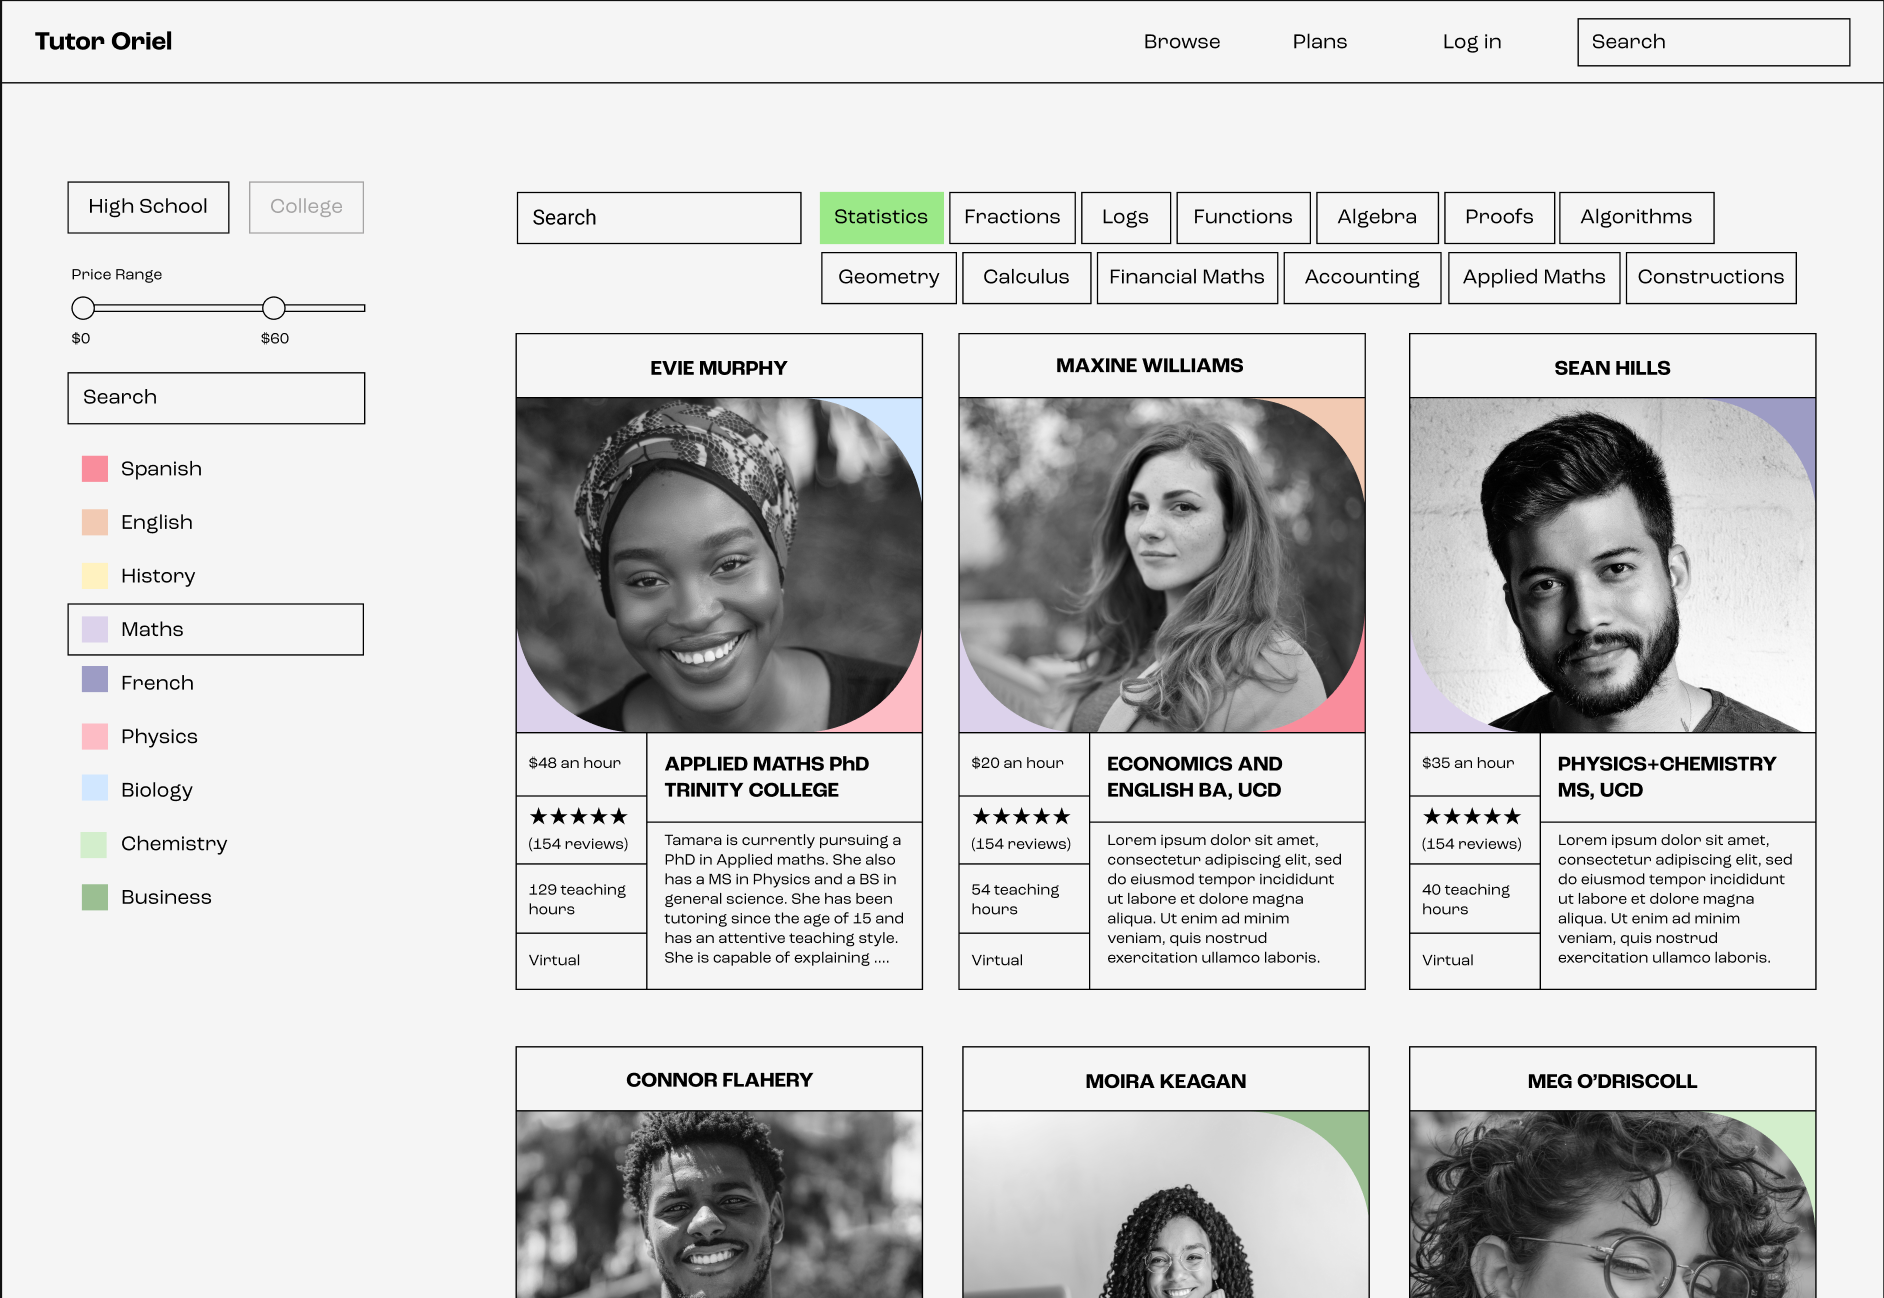 Tutor Oriel
Browse
Plans
Log in
Search
High School
College
Price Range
$0
$60
Search
Spanish
English
History
Maths
French
Physics
Biology
Chemistry
Business
Search
Statistics
Fractions
Logs
Functions
Algebra
Proofs
Algorithms
Geometry
Calculus
Financial Maths
Accounting
Applied Maths
Constructions
EVIE MURPHY
$48 an hour
★★★★★
(154 reviews)
129 teaching
hours
Virtual
APPLIED MATHS PhD
TRINITY COLLEGE
Tamara is currently pursuing a
PhD in Applied maths. She also
has a MS in Physics and a BS in
general science. She has been
tutoring since the age of 15 and
has an attentive teaching style.
She is capable of explaining ....
MAXINE WILLIAMS
$20 an hour
★★★★★
(154 reviews)
54 teaching
hours
Virtual
ECONOMICS AND
ENGLISH BA, UCD
Lorem ipsum dolor sit amet,
consectetur adipiscing elit, sed
do eiusmod tempor incididunt
ut labore et dolore magna
aliqua. Ut enim ad minim
veniam, quis nostrud
exercitation ullamco laboris.
SEAN HILLS
$35 an hour
★★★★★
(154 reviews)
40 teaching
hours
Virtual
PHYSICS+CHEMISTRY
MS, UCD
Lorem ipsum dolor sit amet,
consectetur adipiscing elit, sed
do eiusmod tempor incididunt
ut labore et dolore magna
aliqua. Ut enim ad minim
veniam, quis nostrud
exercitation ullamco laboris.
CONNOR FLAHERY
MOIRA KEAGAN
MEG O’DRISCOLL